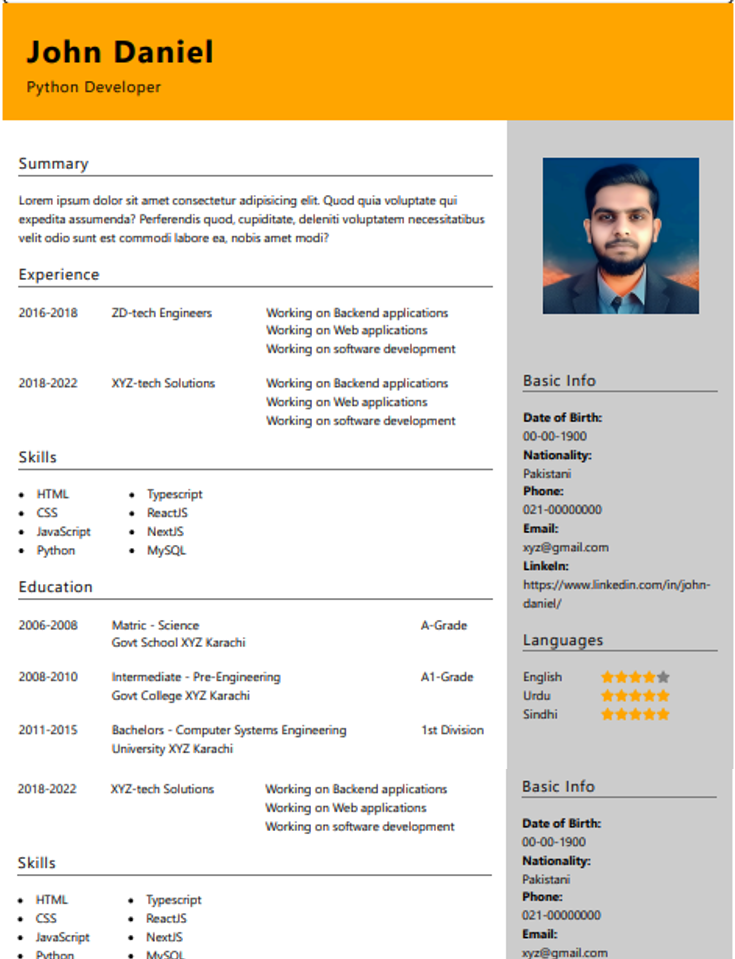 John Daniel
Python Developer
Summary
Lorem ipsum dolor sit amet consectetur adipisicing elit. Quod quia voluptate qui
expedita assumenda? Perferendis quod, cupiditate, deleniti voluptatem necessitatibus
velit odio sunt est commodi labore ea, nobis amet modi?
Experience
2016-2018 ZD-tech Engineers Working on Backend applications
Working on Web applications
Working on software development
2018-2022 XYZ-tech Solutions Working on Backend applications
Working on Web applications
Working on software development
Skills
• HTML • Typescript
• CSS • ReactJS
• JavaScript • NextJS
• Python • MySQL
Education
2006-2008 Matric - Science A-Grade
Govt School XYZ Karachi
2008-2010 Intermediate - Pre-Engineering A1-Grade
Govt College XYZ Karachi
2011-2015 Bachelors - Computer Systems Engineering 1st Division
University XYZ Karachi
2018-2022 XYZ-tech Solutions Working on Backend applications
Working on Web applications
Working on software development
Skills
• HTML • Typescript
• CSS • ReactJS
• JavaScript • NextJS
• Python • MySQL
Basic Info
Date of Birth:
00-00-1900
Nationality:
Pakistani
Phone:
021-00000000
Email:
xyz@gmail.com
LinkeIn:
https://www.linkedin.com/in/john-
daniel/
Languages
English
Urdu
Sindhi
Basic Info
Date of Birth:
00-00-1900
Nationality:
Pakistani
Phone:
021-00000000
Email:
xyz@gmail.com